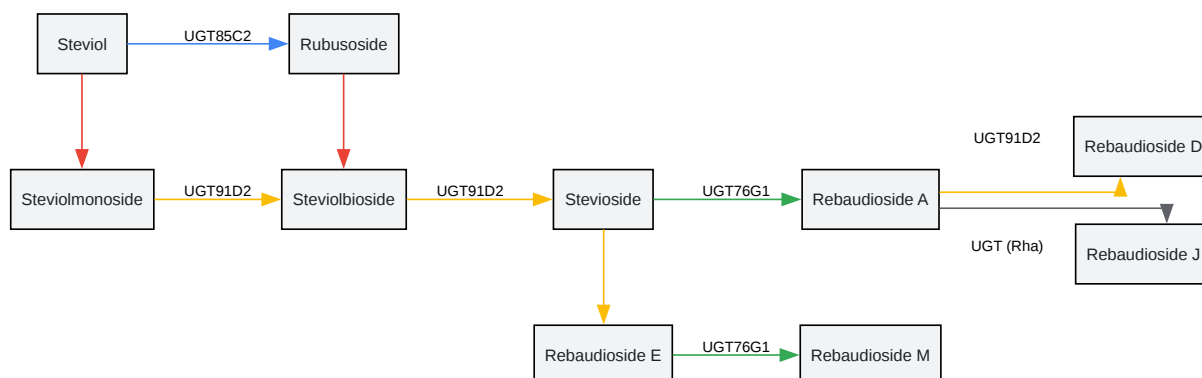 Steviol
UGT85C2
Rubusoside
UGT91D2
Rebaudioside D
Steviolmonoside
UGT91D2
Steviolbioside
UGT91D2
Stevioside
UGT76G1
Rebaudioside A
UGT (Rha)
Rebaudioside J
Rebaudioside E
UGT76G1
Rebaudioside M